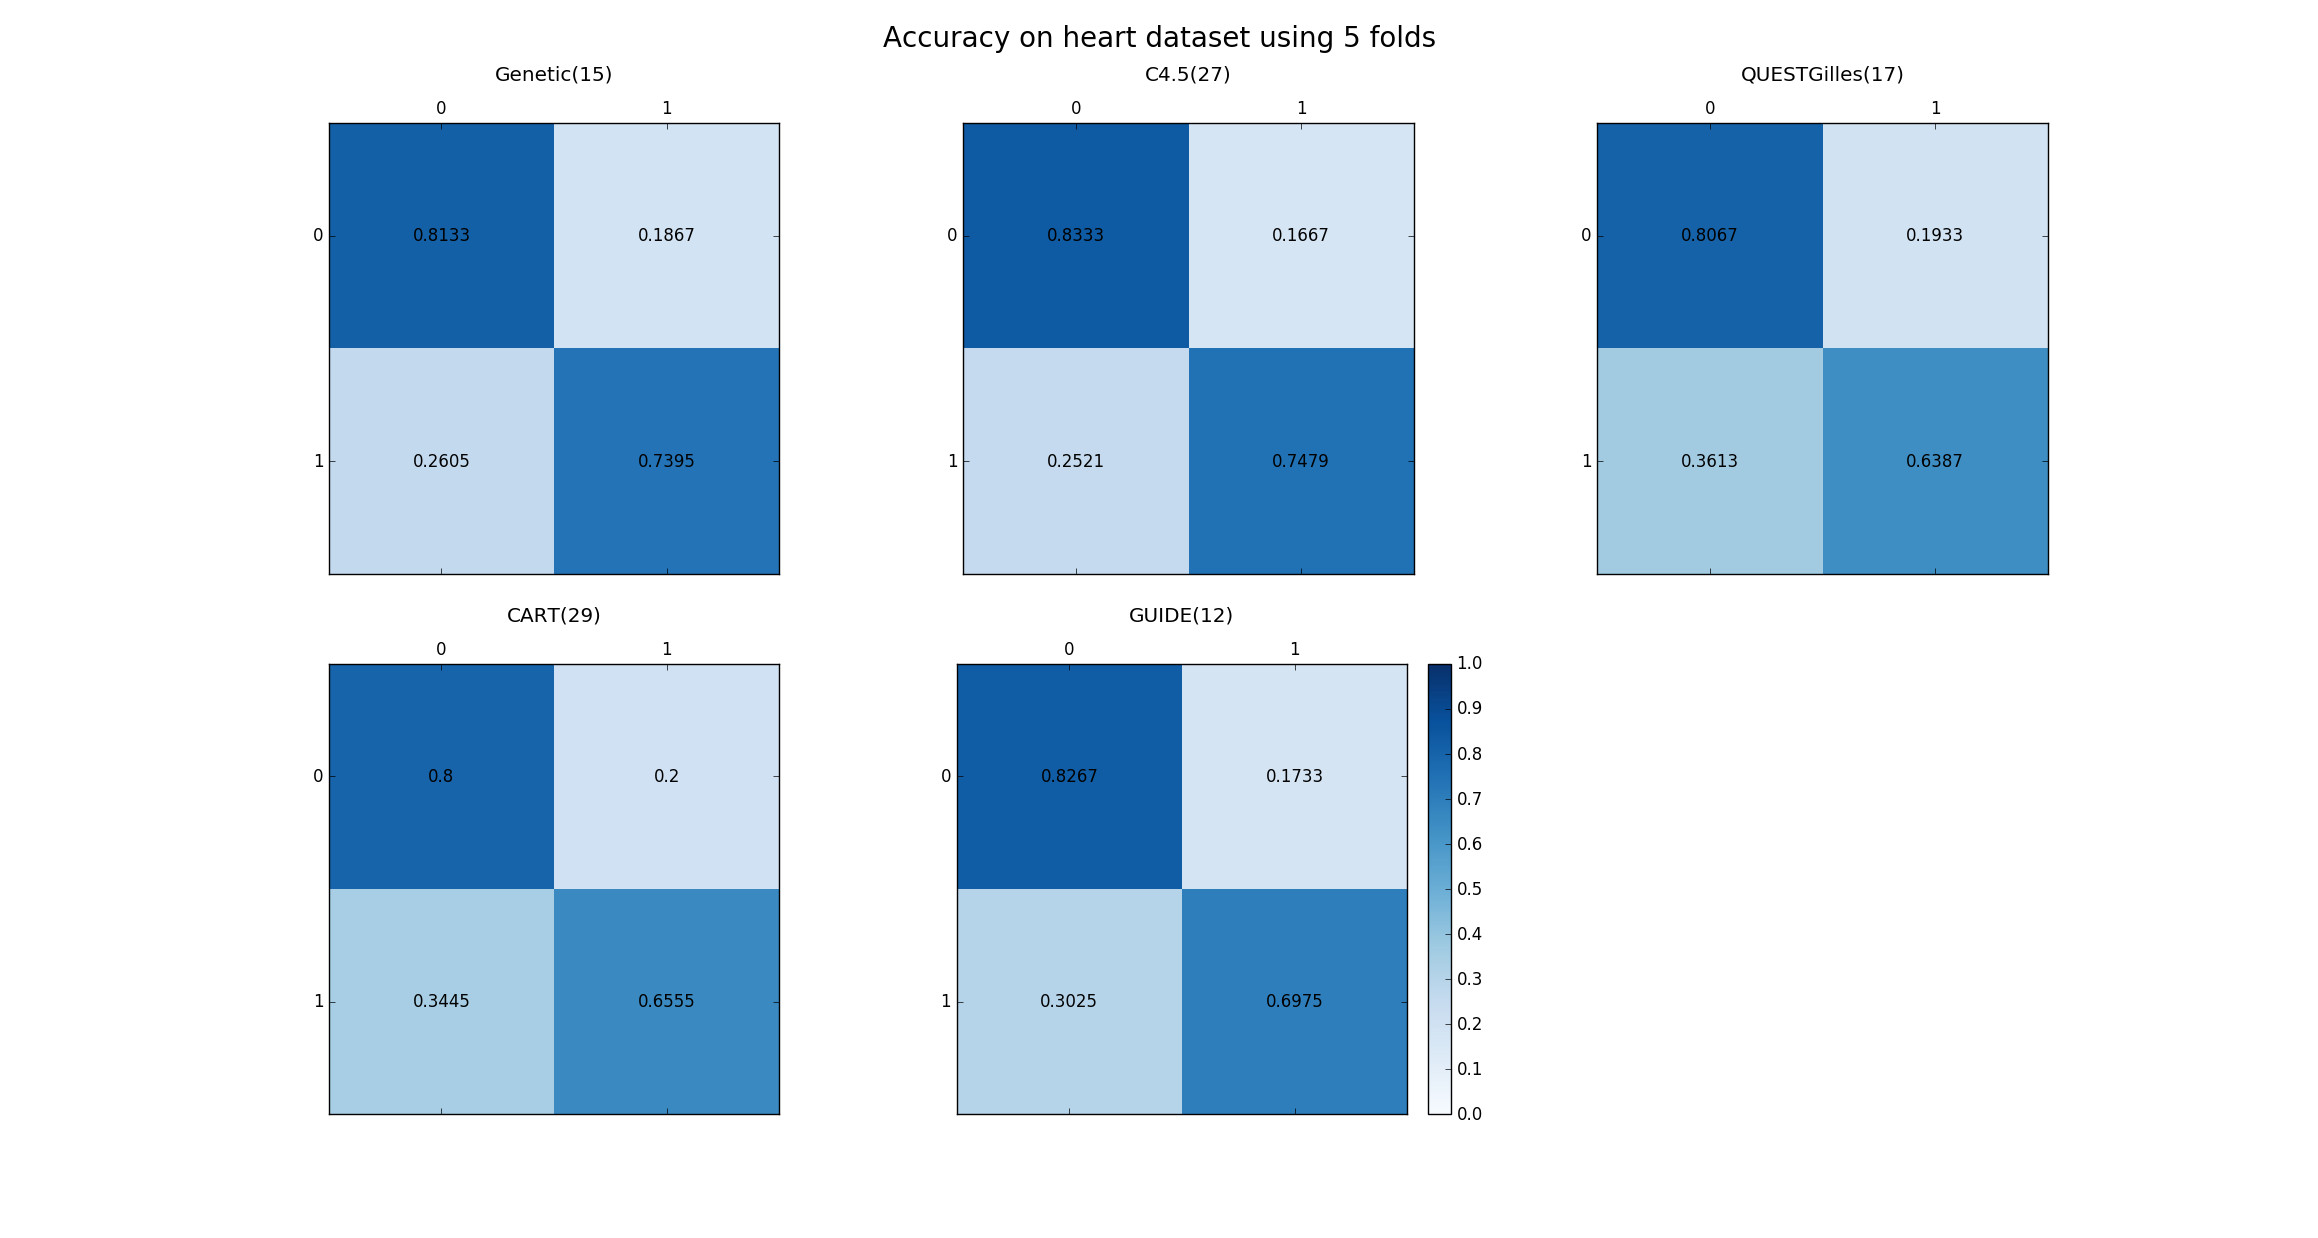 Accuracy on heart dataset using 5 folds
Genetic(15)
0 1
0 0.8133 0.1867
1 0.2605 0.7395
C4.5(27)
0 1
0 0.8333 0.1667
1 0.2521 0.7479
QUESTGilles(17)
0 1
0 0.8067 0.1933
1 0.3613 0.6387
CART(29)
0 1
0 0.8 0.2
1 0.3445 0.6555
GUIDE(12)
0 1
0 0.8267 0.1733
1 0.3025 0.6975
1.0
0.9
0.8
0.7
0.6
0.5
0.4
0.3
0.2
0.1
0.0